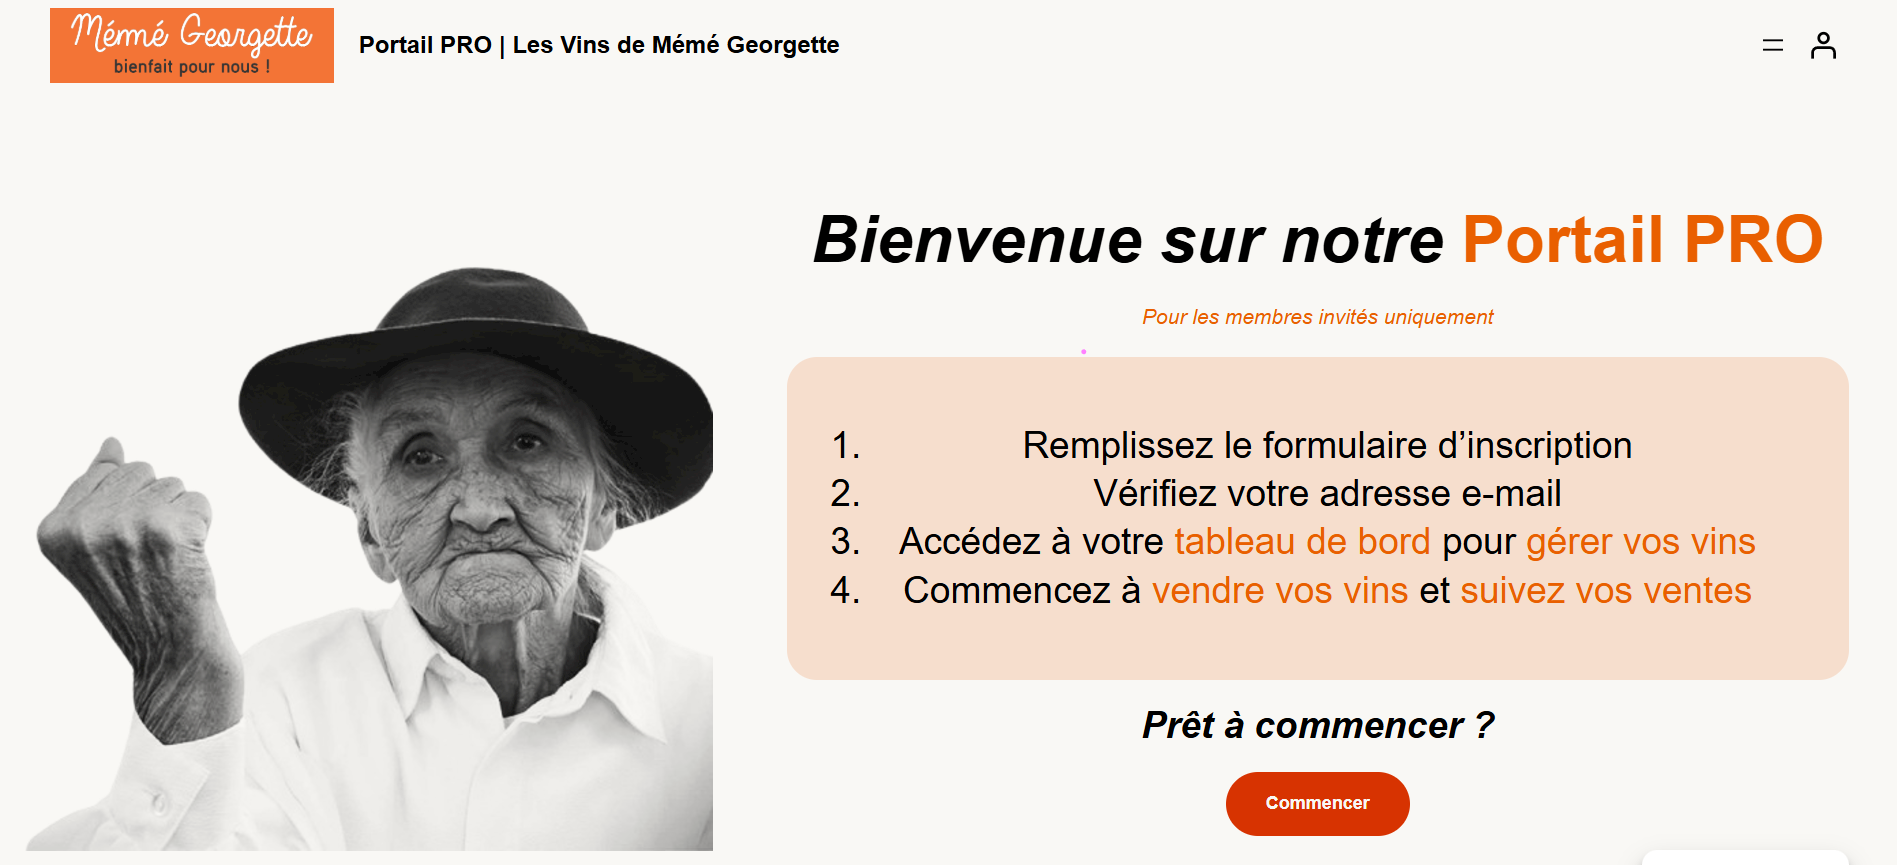 Mémé Georgette
bienfait pour nous !
Portail PRO | Les Vins de Mémé Georgette
Bienvenue sur notre Portail PRO
Pour les membres invités uniquement
1. Remplissez le formulaire d’inscription
2. Vérifiez votre adresse e-mail
3. Accédez à votre tableau de bord pour gérer vos vins
4. Commencez à vendre vos vins et suivez vos ventes
Prêt à commencer ?
Commencer